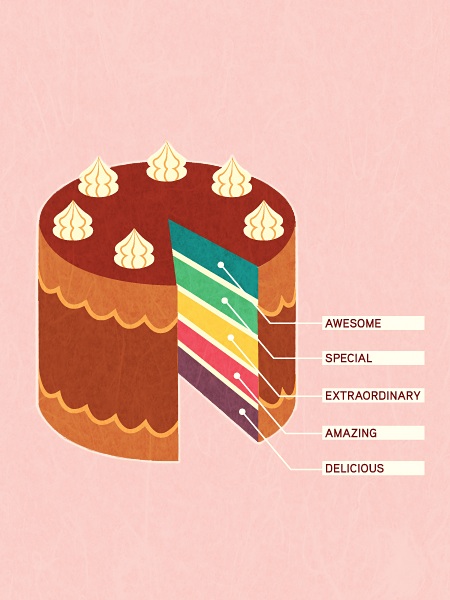 AWESOME
SPECIAL
EXTRAORDINARY
AMAZING
DELICIOUS